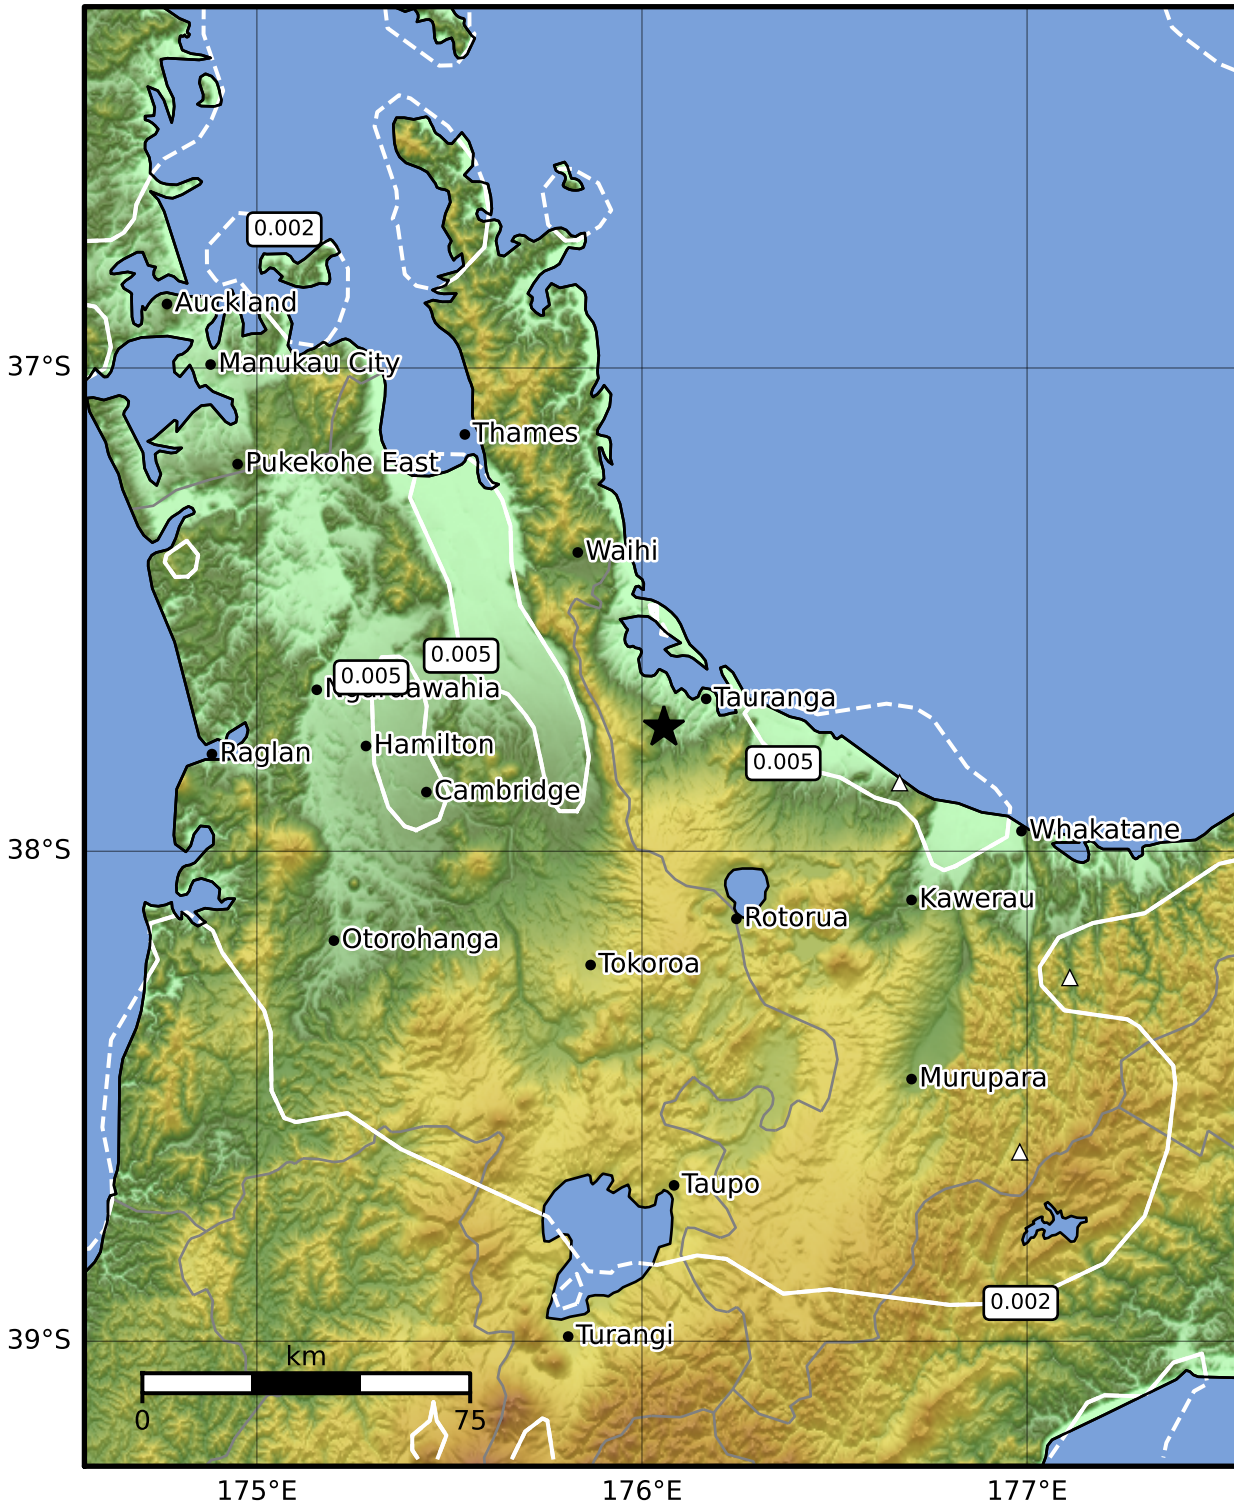 0.002
Auckland
Manukau City
37°S
Thames
Pukekohe East
Waihi
0.005
0.005
Tauranga
Hamilton
Raglan
0.005
Cambridge
Whakatane
38°S
Kawerau
Rotorua
Otorohanga
Tokoroa
Murupara
Taupo
0.002
Turangi
39°S
km
0
75
175°E
176°E
177°E